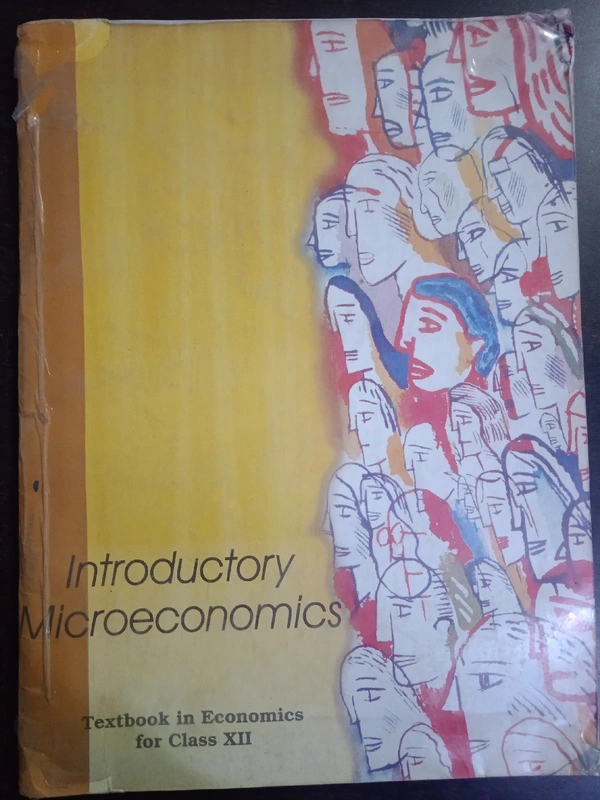 Introductory
Microeconomics
Textbook in Economics
for Class XII